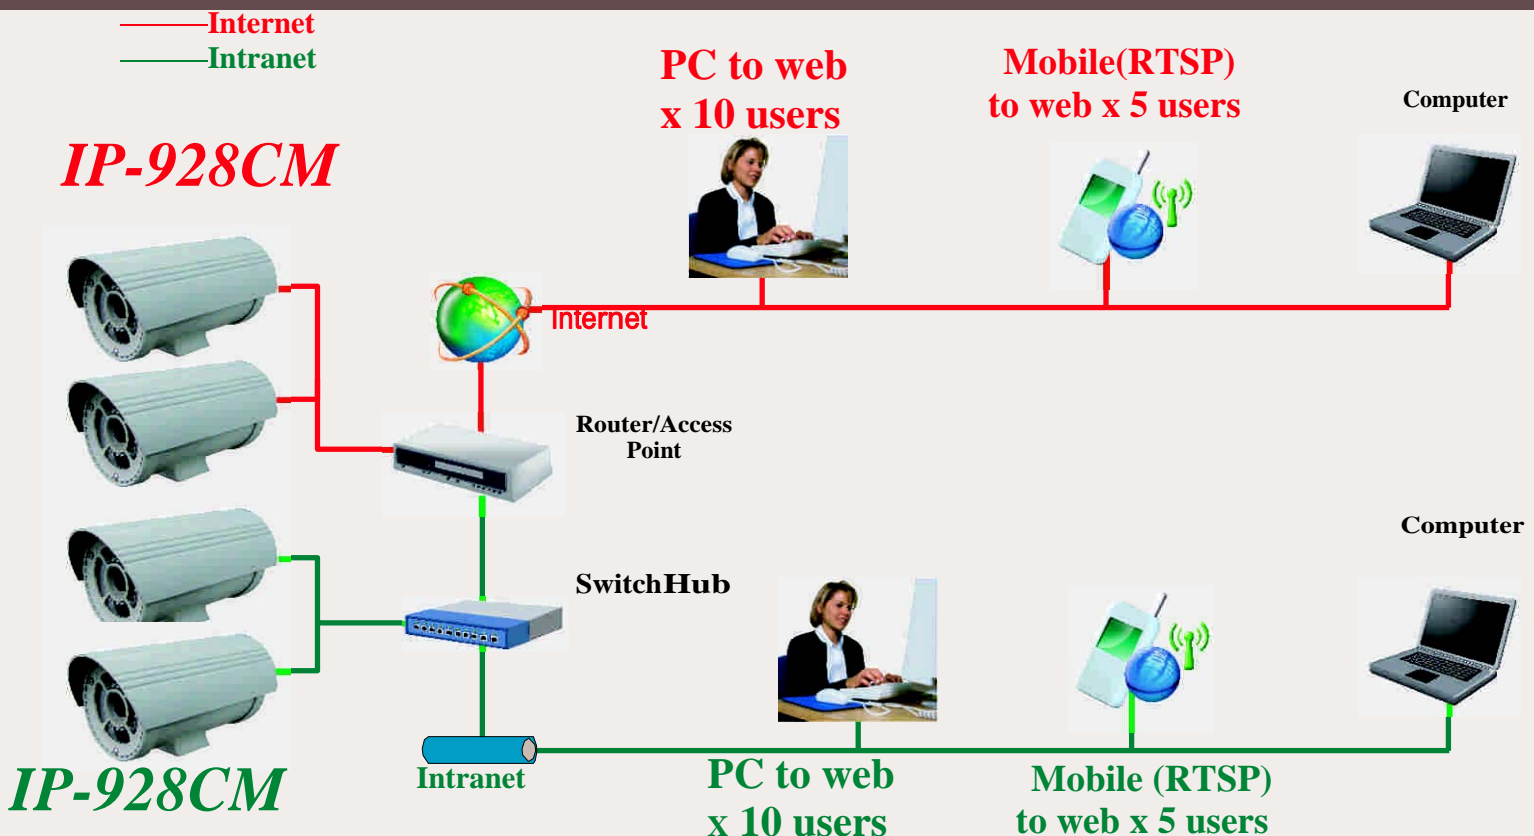 Internet
Intranet
PC to web
x 10 users
Mobile(RTSP)
to web x 5 users
Computer
IP-928CM
Internet
Router/Access
Point
Computer
SwitchHub
Intranet
IP-928CM
PC to web
x 10 users
Mobile (RTSP)
to web x 5 users